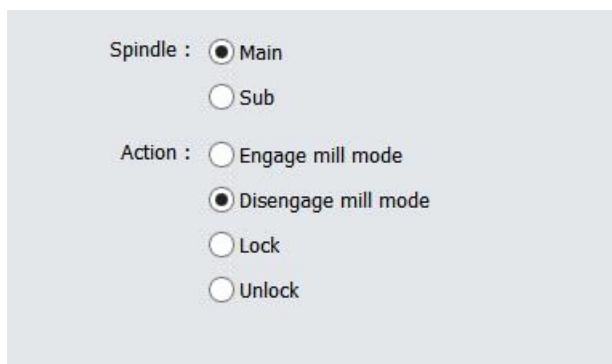 Spindle : Main
Sub
Action : Engage mill mode
Disengage mill mode
Lock
Unlock